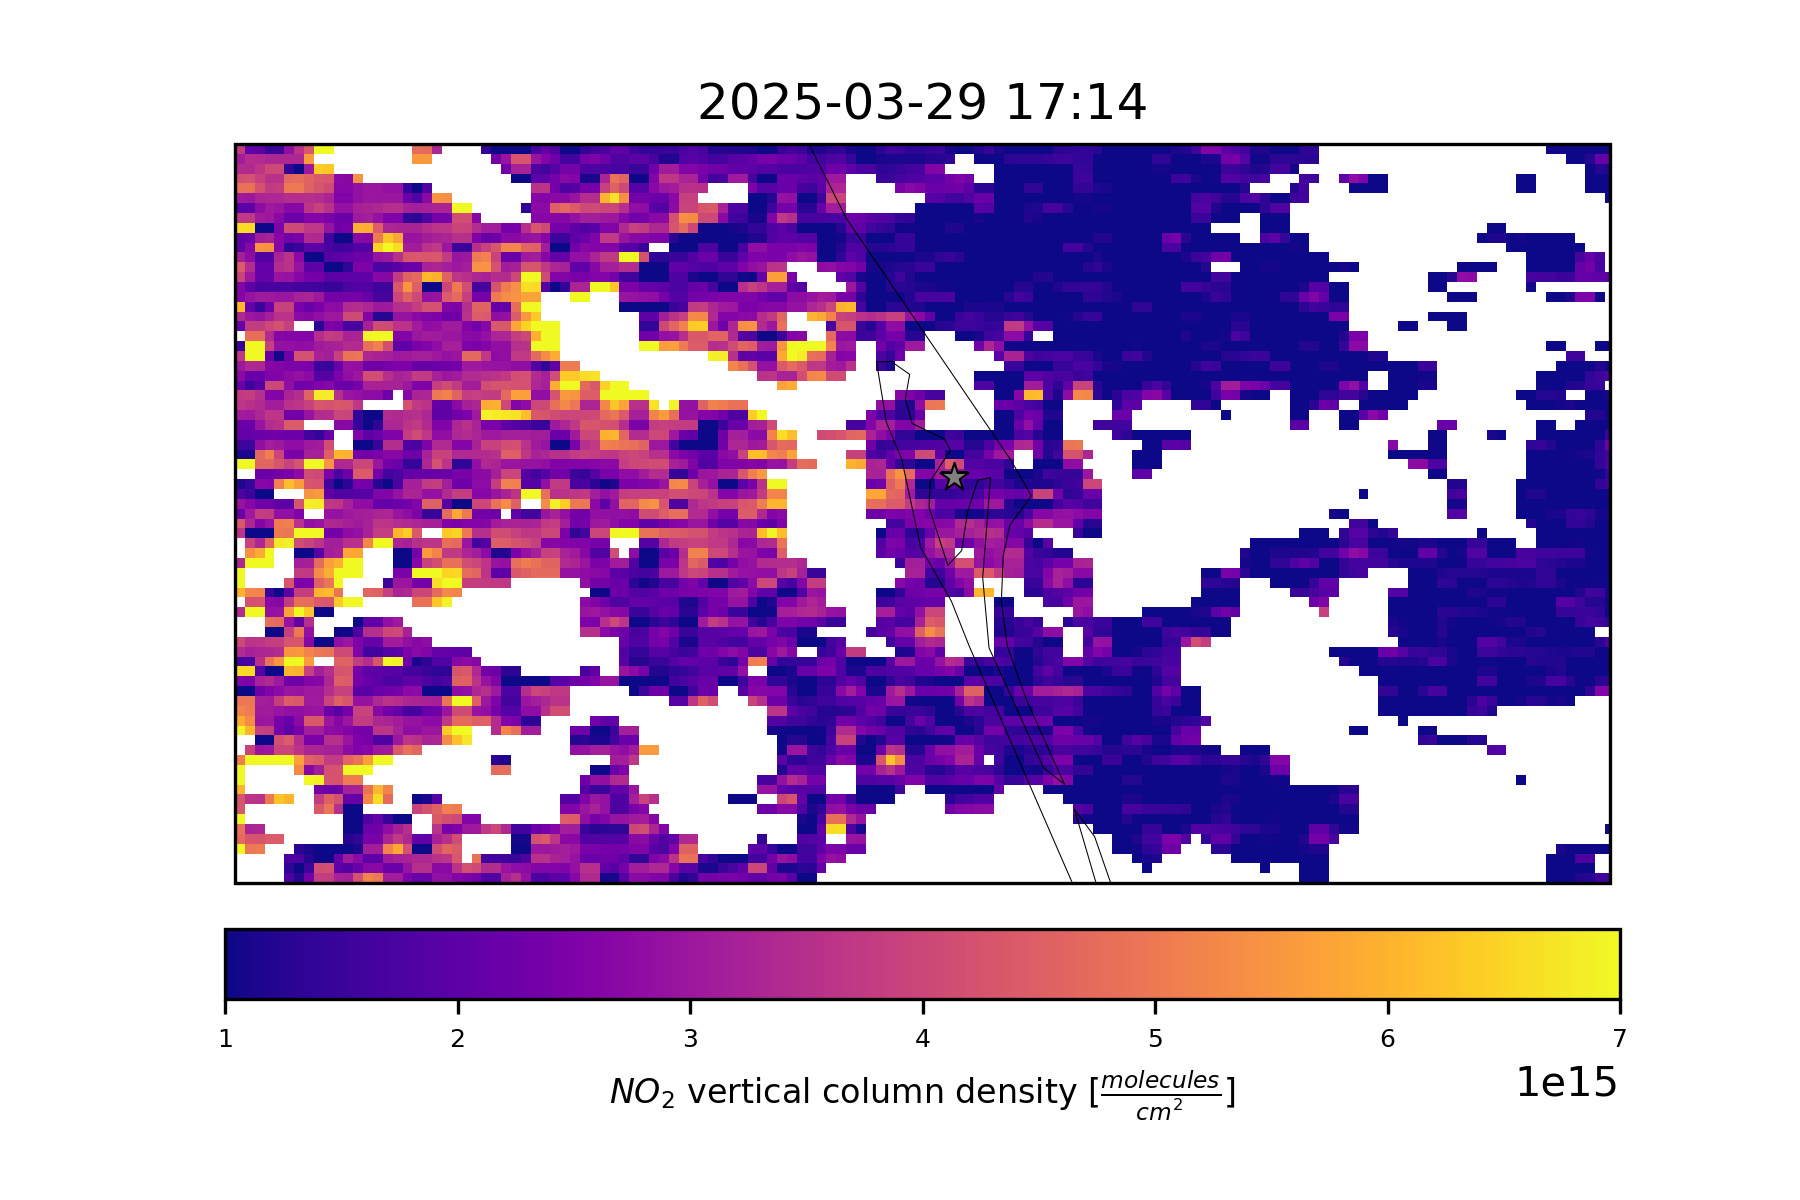 2025-03-29 17:14
1 2 3 4 5 6 7
NO₂ vertical column density [molecules/cm²]
1e15